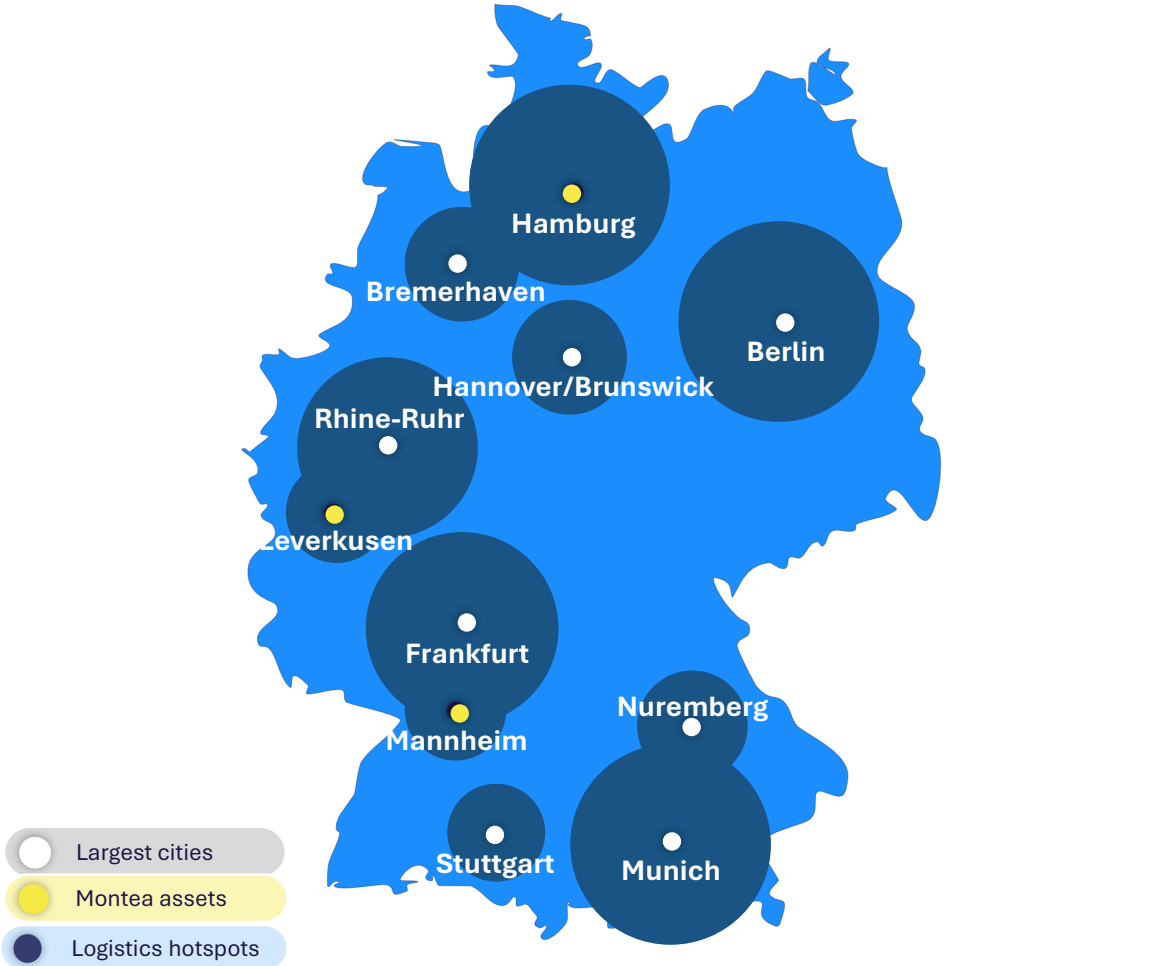 Hamburg
Bremerhaven
Berlin
Hannover/Brunswick
Rhine-Ruhr
Leverkusen
Frankfurt
Nuremberg
Mannheim
Stuttgart
Munich
Largest cities
Montea assets
Logistics hotspots